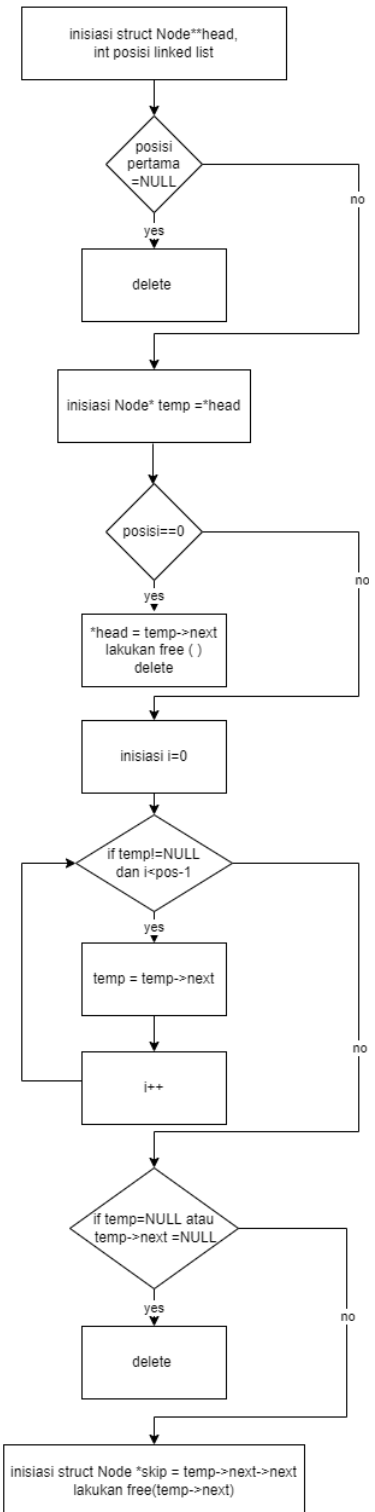 inisiasi struct Node**head,
int posisi linked list
posisi
pertama
=NULL
no
yes
delete
inisiasi Node* temp =*head
posisi==0
no
yes
*head = temp->next
lakukan free ( )
delete
inisiasi i=0
if temp!=NULL
dan i<pos-1
yes
temp = temp->next
no
i++
if temp=NULL atau
temp->next =NULL
yes
no
delete
inisiasi struct Node *skip = temp->next->next
lakukan free(temp->next)